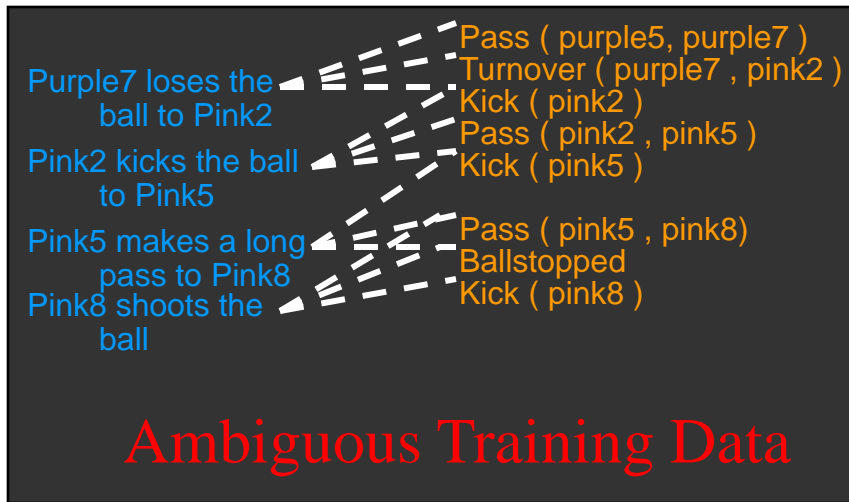 Purple7 loses the
ball to Pink2
Pink2 kicks the ball
to Pink5
Pink5 makes a long
pass to Pink8
Pink8 shoots the
ball
Pass ( purple5, purple7 )
Turnover ( purple7 , pink2 )
Kick ( pink2 )
Pass ( pink2 , pink5 )
Kick ( pink5 )
Pass ( pink5 , pink8)
Ballstopped
Kick ( pink8 )
Ambiguous Training Data